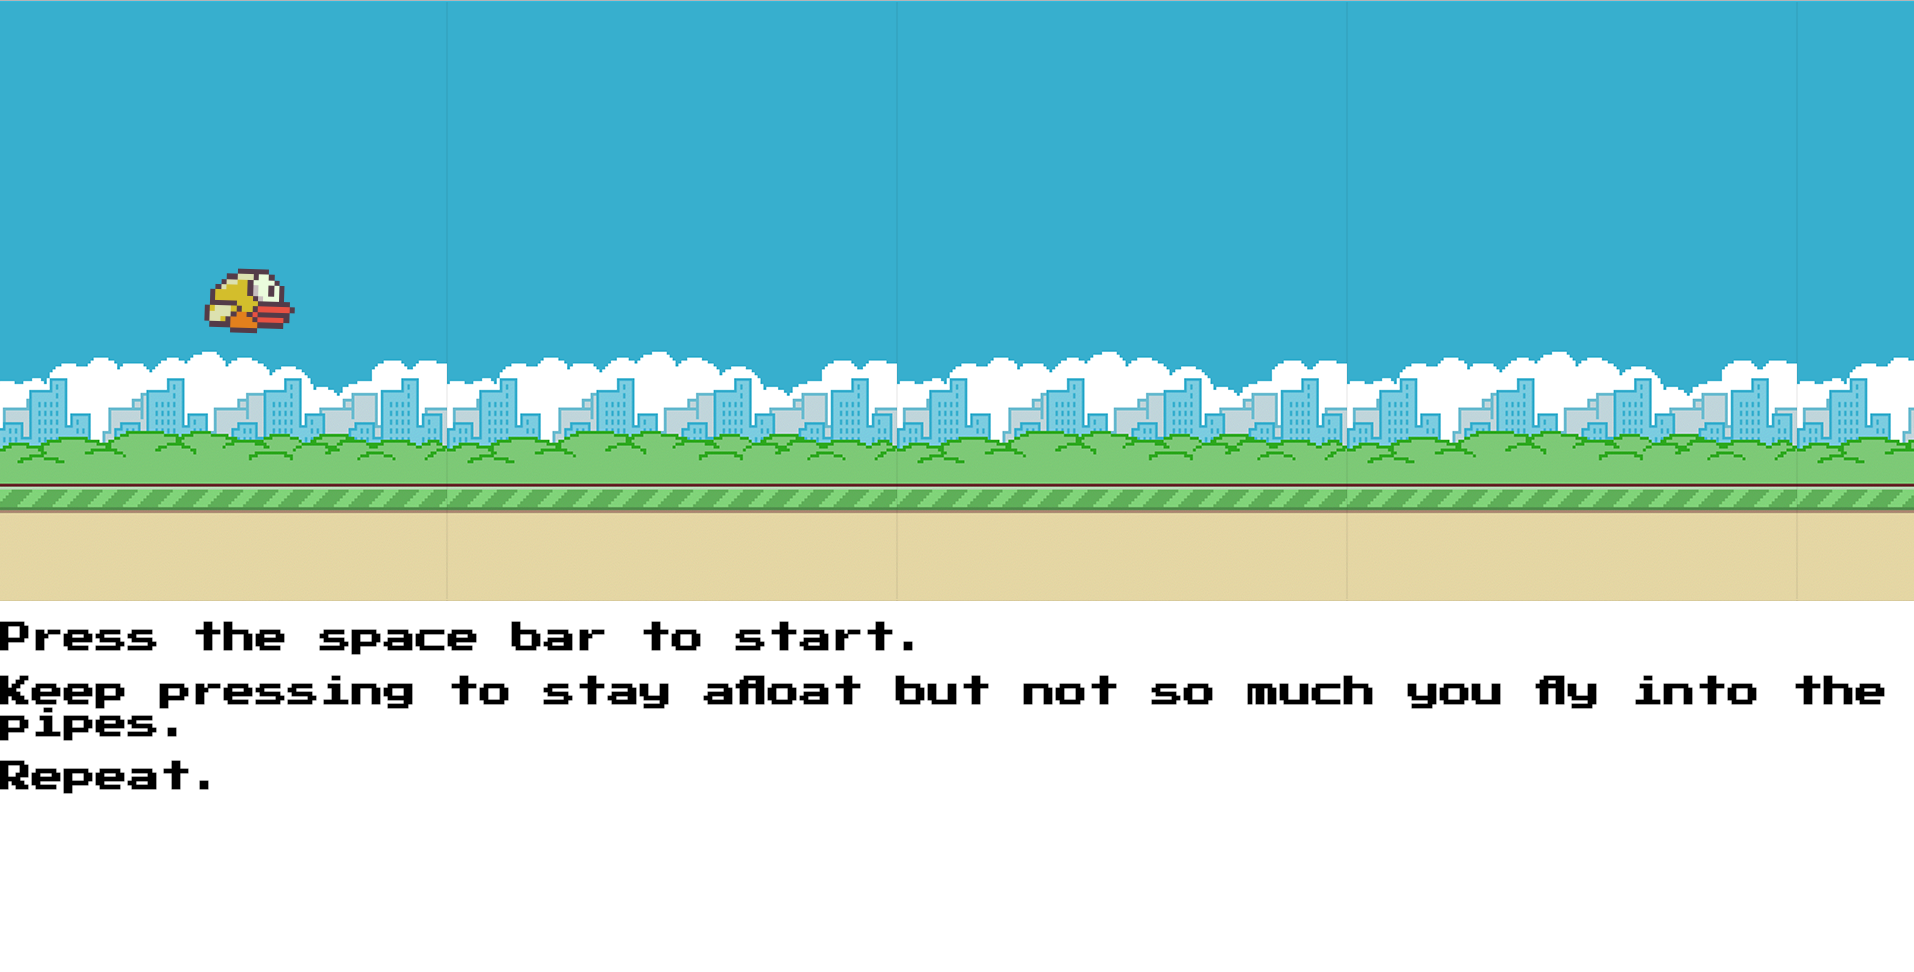 Press the space bar to start.
Keep pressing to stay afloat but not so much you fly into the
pipes.
Repeat.